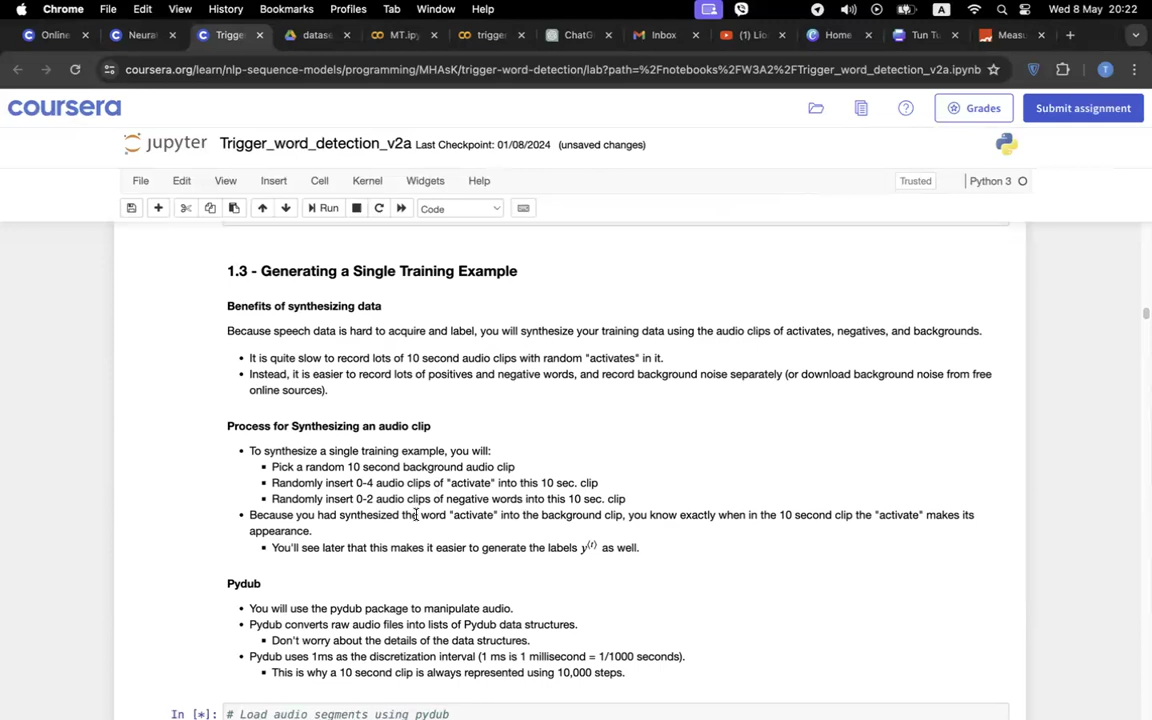 Chrome File Edit View History Bookmarks Profiles Tab Window Help A Wed 8 May 20:22
Online Neura Trigge datase MT.ipy trigger ChatG Inbox (1) Lio Home Tun Tu Measu
coursera.org/learn/nlp-sequence-models/programming/MHAsK/trigger-word-detection/lab?path=%2Fnotebooks%2FW3A2%2FTrigger_word_detection_v2a.ipynb T
coursera Grades Submit assignment
jupyter Trigger_word_detection_v2a Last Checkpoint: 01/08/2024 (unsaved changes)
File Edit View Insert Cell Kernel Widgets Help Trusted Python 3
Run Code
1.3 - Generating a Single Training Example
Benefits of synthesizing data
Because speech data is hard to acquire and label, you will synthesize your training data using the audio clips of activates, negatives, and backgrounds.
• It is quite slow to record lots of 10 second audio clips with random "activates" in it.
• Instead, it is easier to record lots of positives and negative words, and record background noise separately (or download background noise from free
online sources).
Process for Synthesizing an audio clip
• To synthesize a single training example, you will:
▪ Pick a random 10 second background audio clip
▪ Randomly insert 0-4 audio clips of "activate" into this 10 sec. clip
▪ Randomly insert 0-2 audio clips of negative words into this 10 sec. clip
• Because you had synthesized the word "activate" into the background clip, you know exactly when in the 10 second clip the "activate" makes its
appearance.
▪ You'll see later that this makes it easier to generate the labels y⟨t⟩ as well.
Pydub
• You will use the pydub package to manipulate audio.
• Pydub converts raw audio files into lists of Pydub data structures.
▪ Don't worry about the details of the data structures.
• Pydub uses 1ms as the discretization interval (1 ms is 1 millisecond = 1/1000 seconds).
▪ This is why a 10 second clip is always represented using 10,000 steps.
In [*]: # Load audio segments using pydub